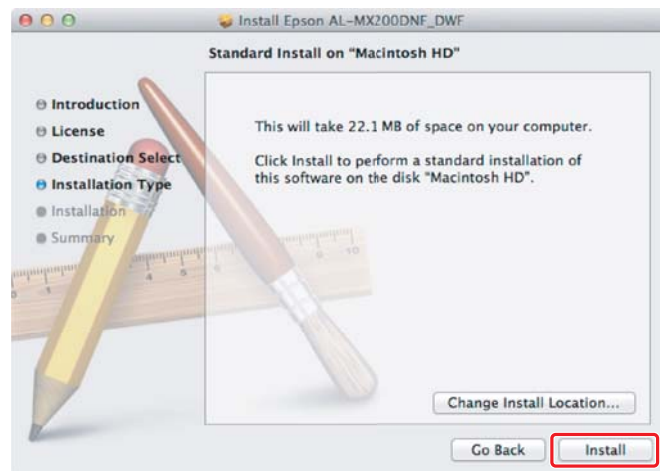 Install Epson AL-MX200DNF_DWF
Standard Install on "Macintosh HD"
Introduction
License
Destination Select
Installation Type
Installation
Summary
This will take 22.1 MB of space on your computer.
Click Install to perform a standard installation of
this software on the disk "Macintosh HD".
Change Install Location...
Go Back
Install